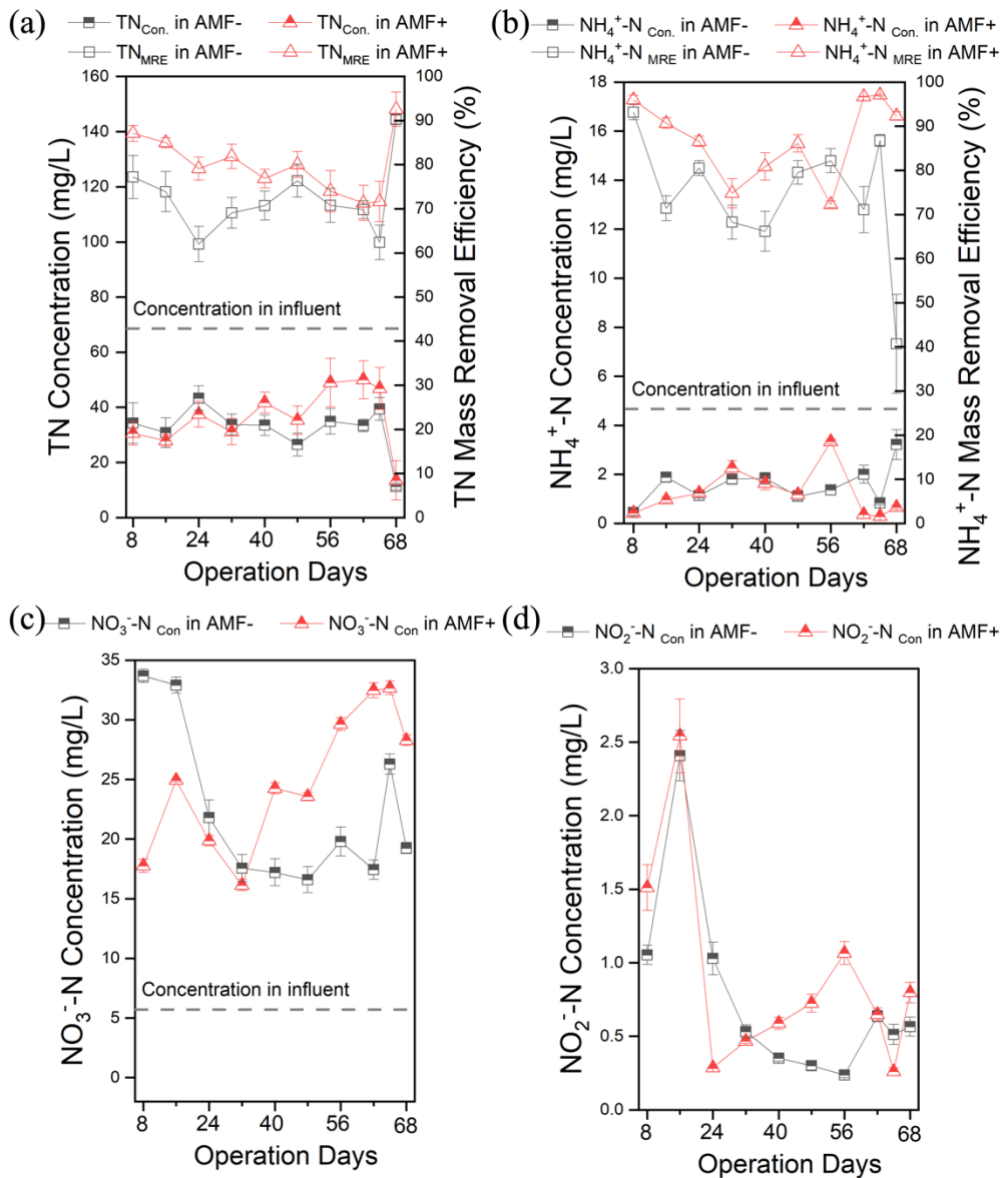 (a)
TN Con. in AMF- TN Con. in AMF+
TN MRE in AMF- TN MRE in AMF+
160
140
120
100
80
60
40
20
0
TN Concentration (mg/L)
Concentration in influent
100
90
80
70
60
50
40
30
20
10
0
TN Mass Removal Efficiency (%)
8 24 40 56 68
Operation Days
(b)
NH₄⁺-N Con. in AMF- NH₄⁺-N Con. in AMF+
NH₄⁺-N MRE in AMF- NH₄⁺-N MRE in AMF+
18
16
14
12
10
8
6
4
2
0
NH₄⁺-N Concentration (mg/L)
Concentration in influent
100
90
80
70
60
50
40
30
20
10
0
NH₄⁺-N Mass Removal Efficiency (%)
8 24 40 56 68
Operation Days
(c)
NO₃⁻-N Con in AMF- NO₃⁻-N Con in AMF+
35
30
25
20
15
10
5
0
NO₃⁻-N Concentration (mg/L)
Concentration in influent
8 24 40 56 68
Operation Days
(d)
NO₂⁻-N Con in AMF- NO₂⁻-N Con in AMF+
3.0
2.5
2.0
1.5
1.0
0.5
0.0
NO₂⁻-N Concentration (mg/L)
8 24 40 56 68
Operation Days